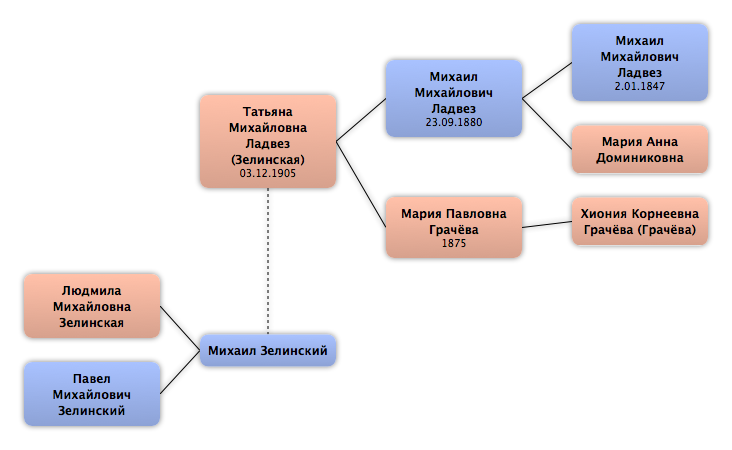 Михаил
Михайлович
Ладвез
2.01.1847
Михаил
Михайлович
Ладвез
23.09.1880
Татьяна
Михайловна
Ладвез
(Зелинская)
03.12.1905
Мария Анна
Доминиковна
Мария Павловна
Грачёва
1875
Хиония Корнеевна
Грачёва (Грачёва)
Людмила
Михайловна
Зелинская
Михаил Зелинский
Павел
Михайлович
Зелинский